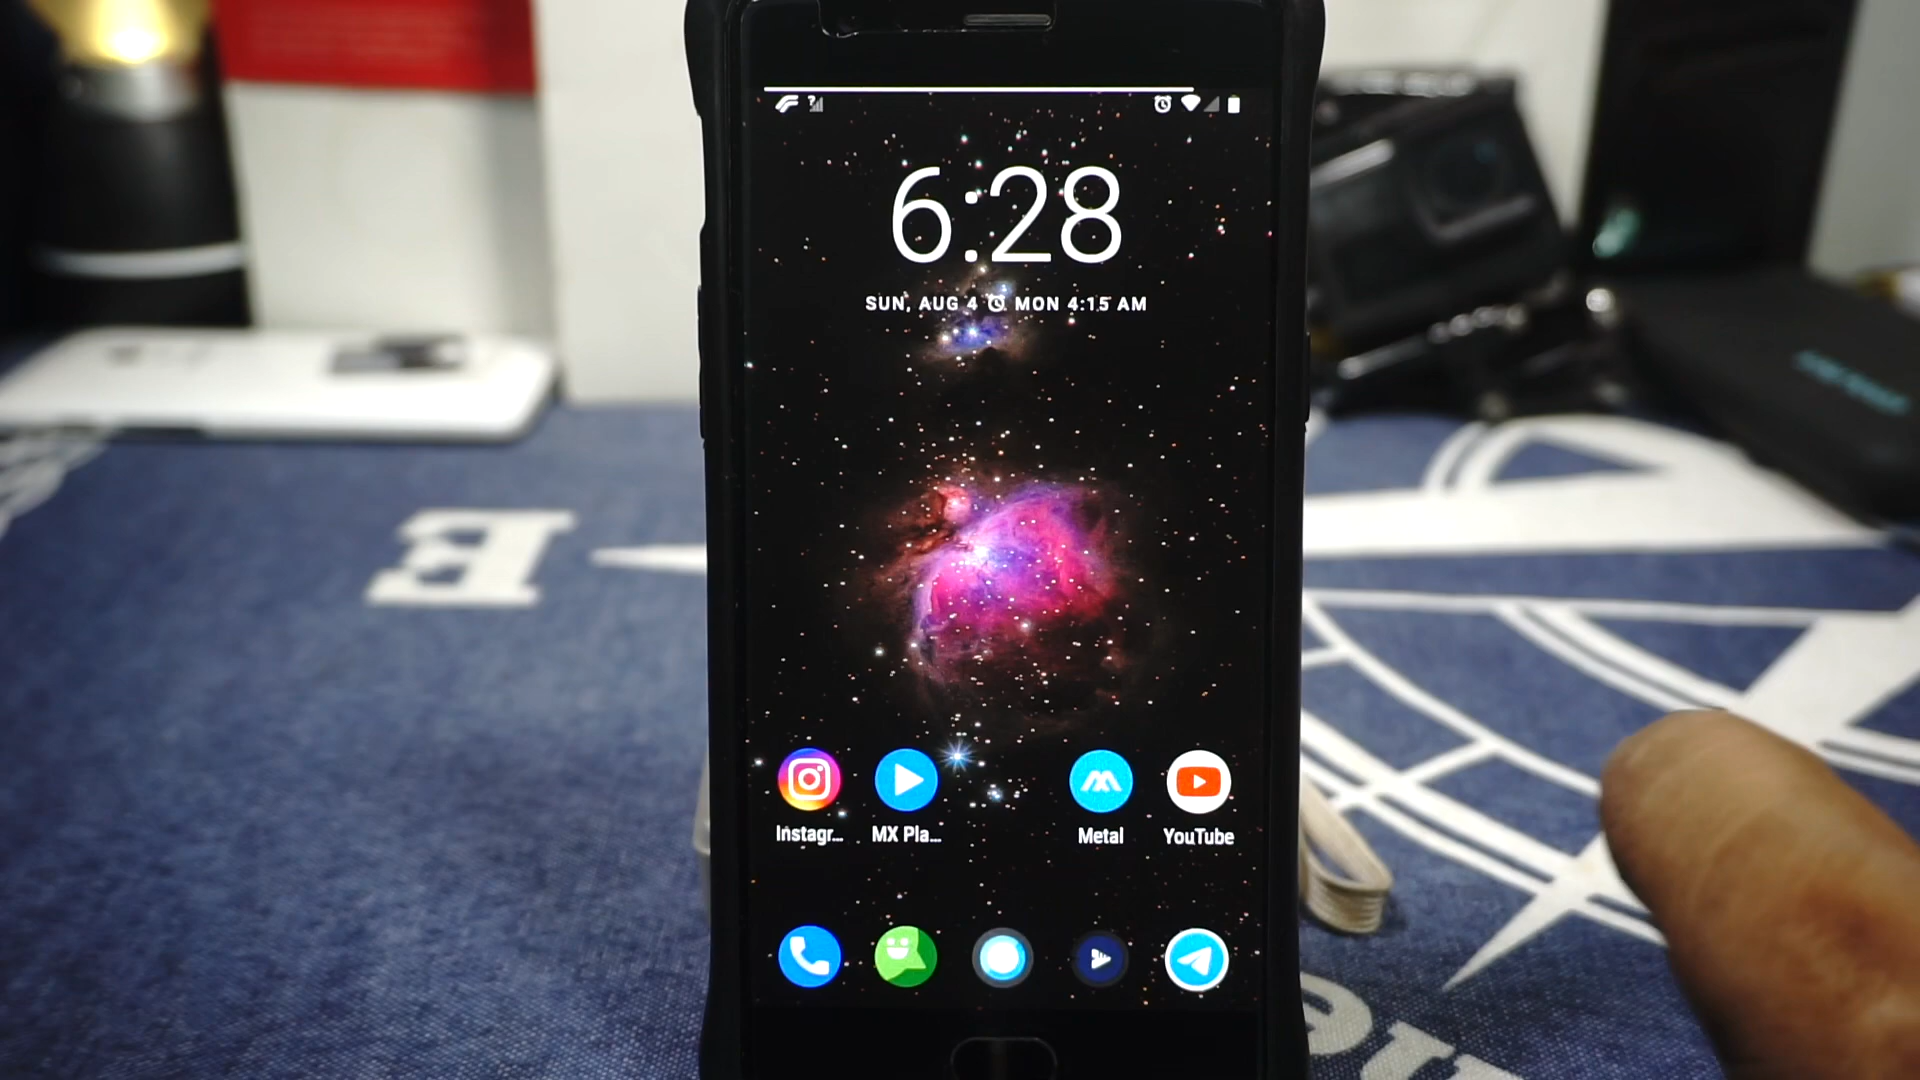 6:28
SUN, AUG 4 MON 4:15 AM
Instagr...
MX Pla...
Metal
YouTube
E